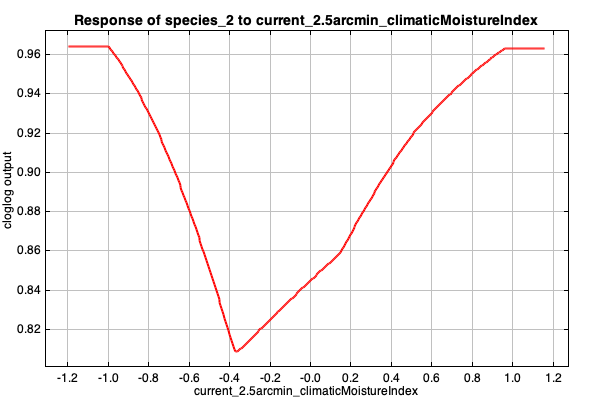 Response of species_2 to current_2.5arcmin_climaticMoistureIndex
cloglog output
0.96
0.94
0.92
0.90
0.88
0.86
0.84
0.82
-1.2 -1.0 -0.8 -0.6 -0.4 -0.2 -0.0 0.2 0.4 0.6 0.8 1.0 1.2
current_2.5arcmin_climaticMoistureIndex